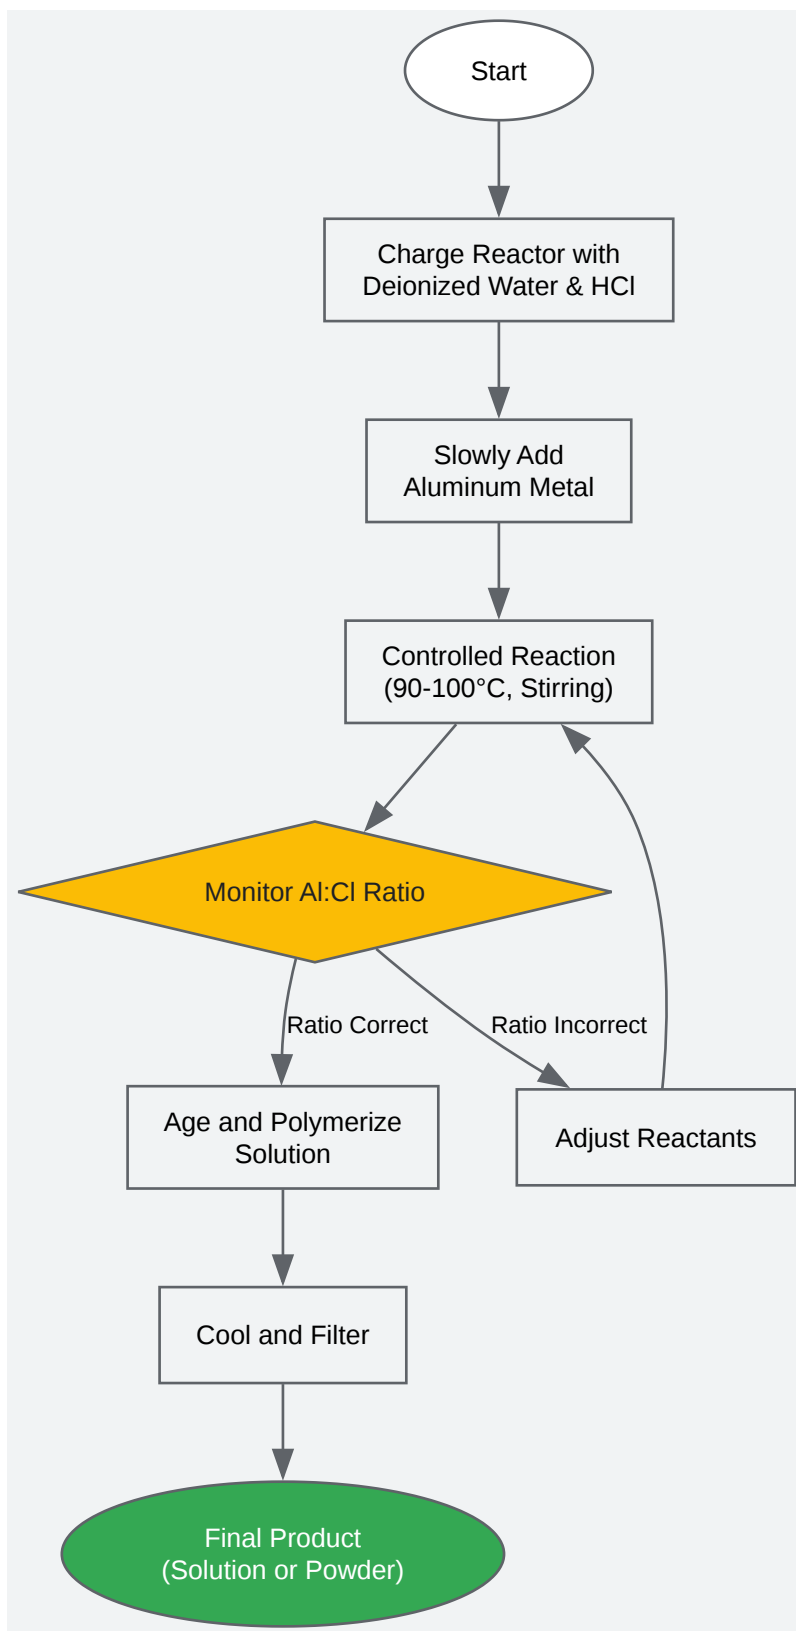 Start
Charge Reactor with
Deionized Water & HCl
Slowly Add
Aluminum Metal
Controlled Reaction
(90-100°C, Stirring)
Monitor Al:Cl Ratio
Ratio Correct
Ratio Incorrect
Age and Polymerize
Solution
Adjust Reactants
Cool and Filter
Final Product
(Solution or Powder)